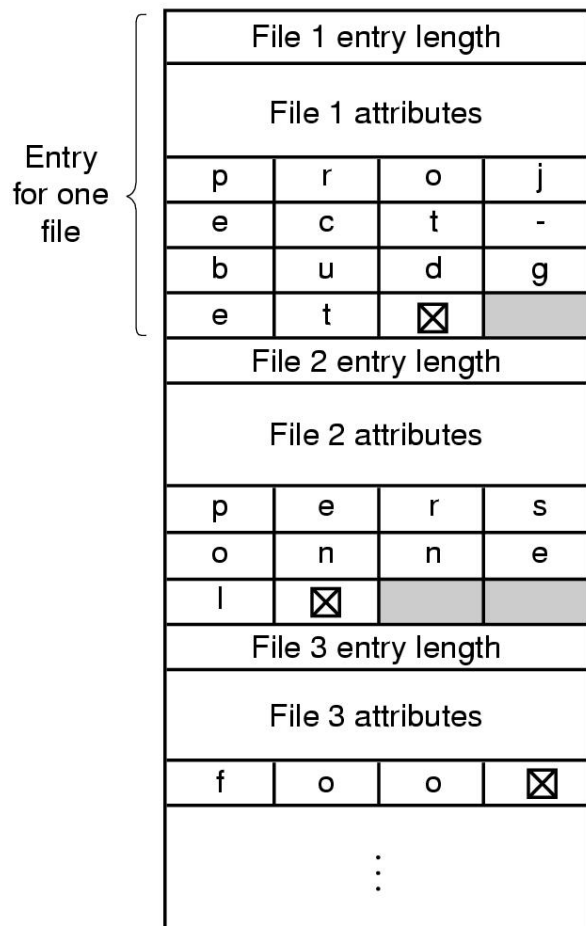 File 1 entry length
File 1 attributes
Entry
for one
file
p r o j
e c t -
b u d g
e t ☒
File 2 entry length
File 2 attributes
p e r s
o n n e
l ☒
File 3 entry length
File 3 attributes
f o o ☒
⋮